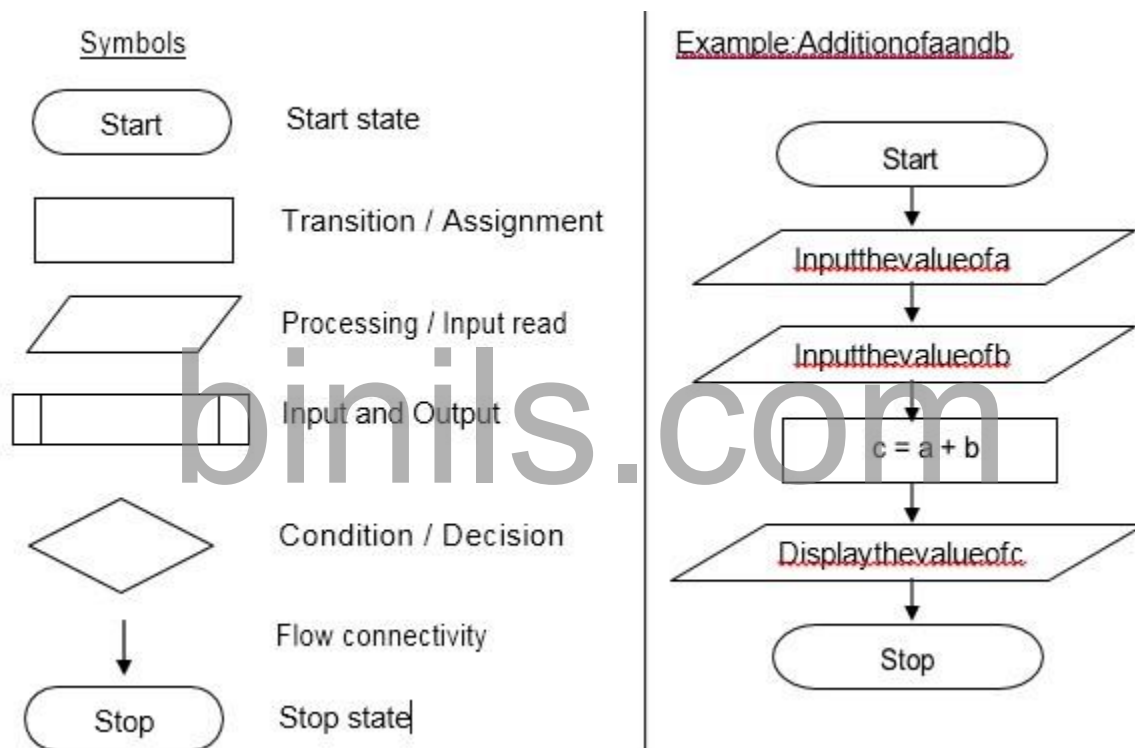 Symbols
Start
Start state
Transition / Assignment
Processing / Input read
Input and Output
Condition / Decision
Flow connectivity
Stop
Stop state
Example:Additionofaandb
Start
Inputthevalueofa
Inputthevalueofb
c = a + b
Displaythevalueofc
Stop
binils.com